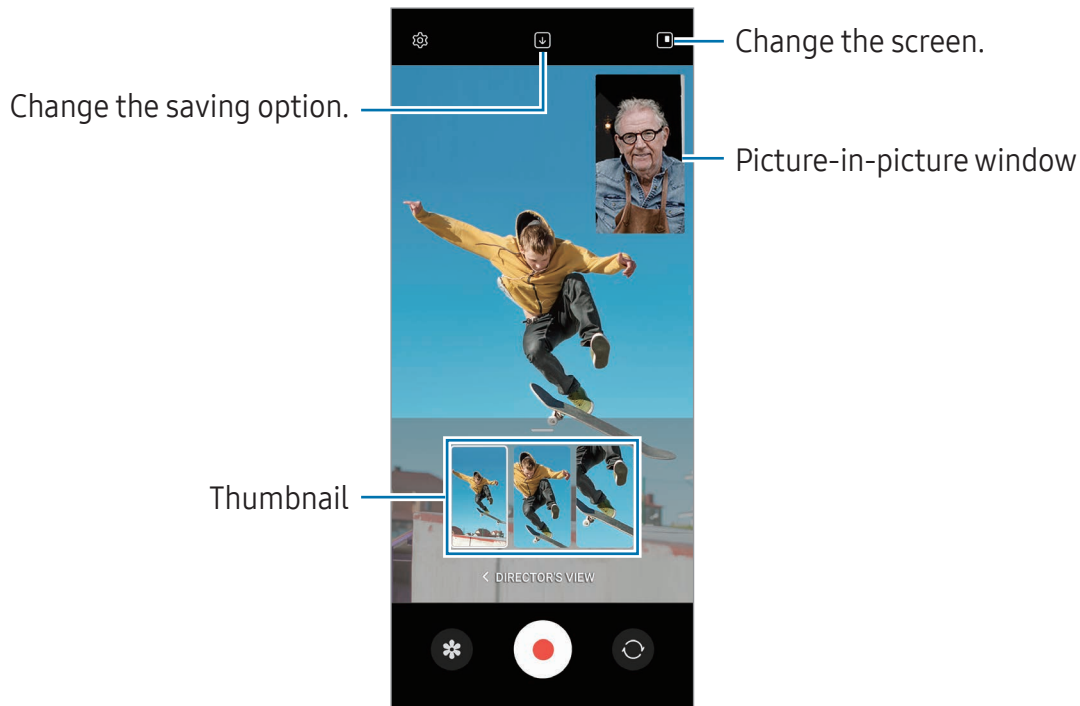 Change the screen.
Change the saving option.
Picture-in-picture window
Thumbnail
< DIRECTOR'S VIEW